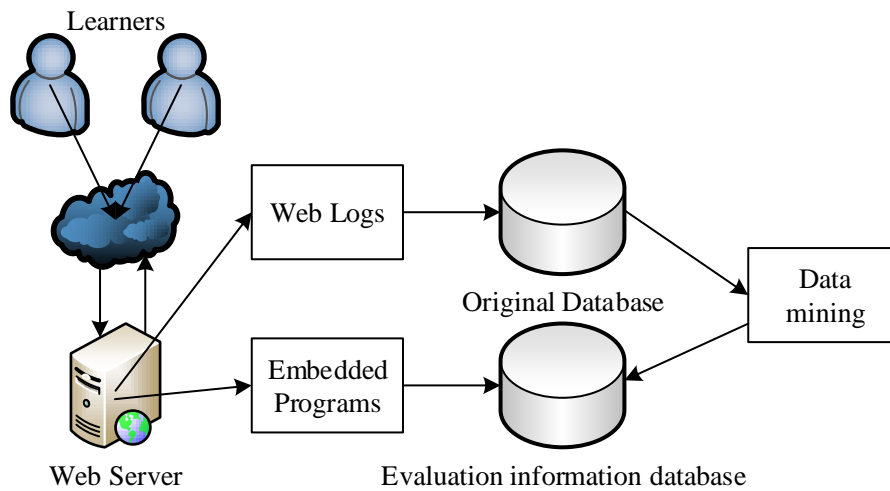 Learners
Web Logs
Original Database
Data
mining
Embedded
Programs
Web Server
Evaluation information database